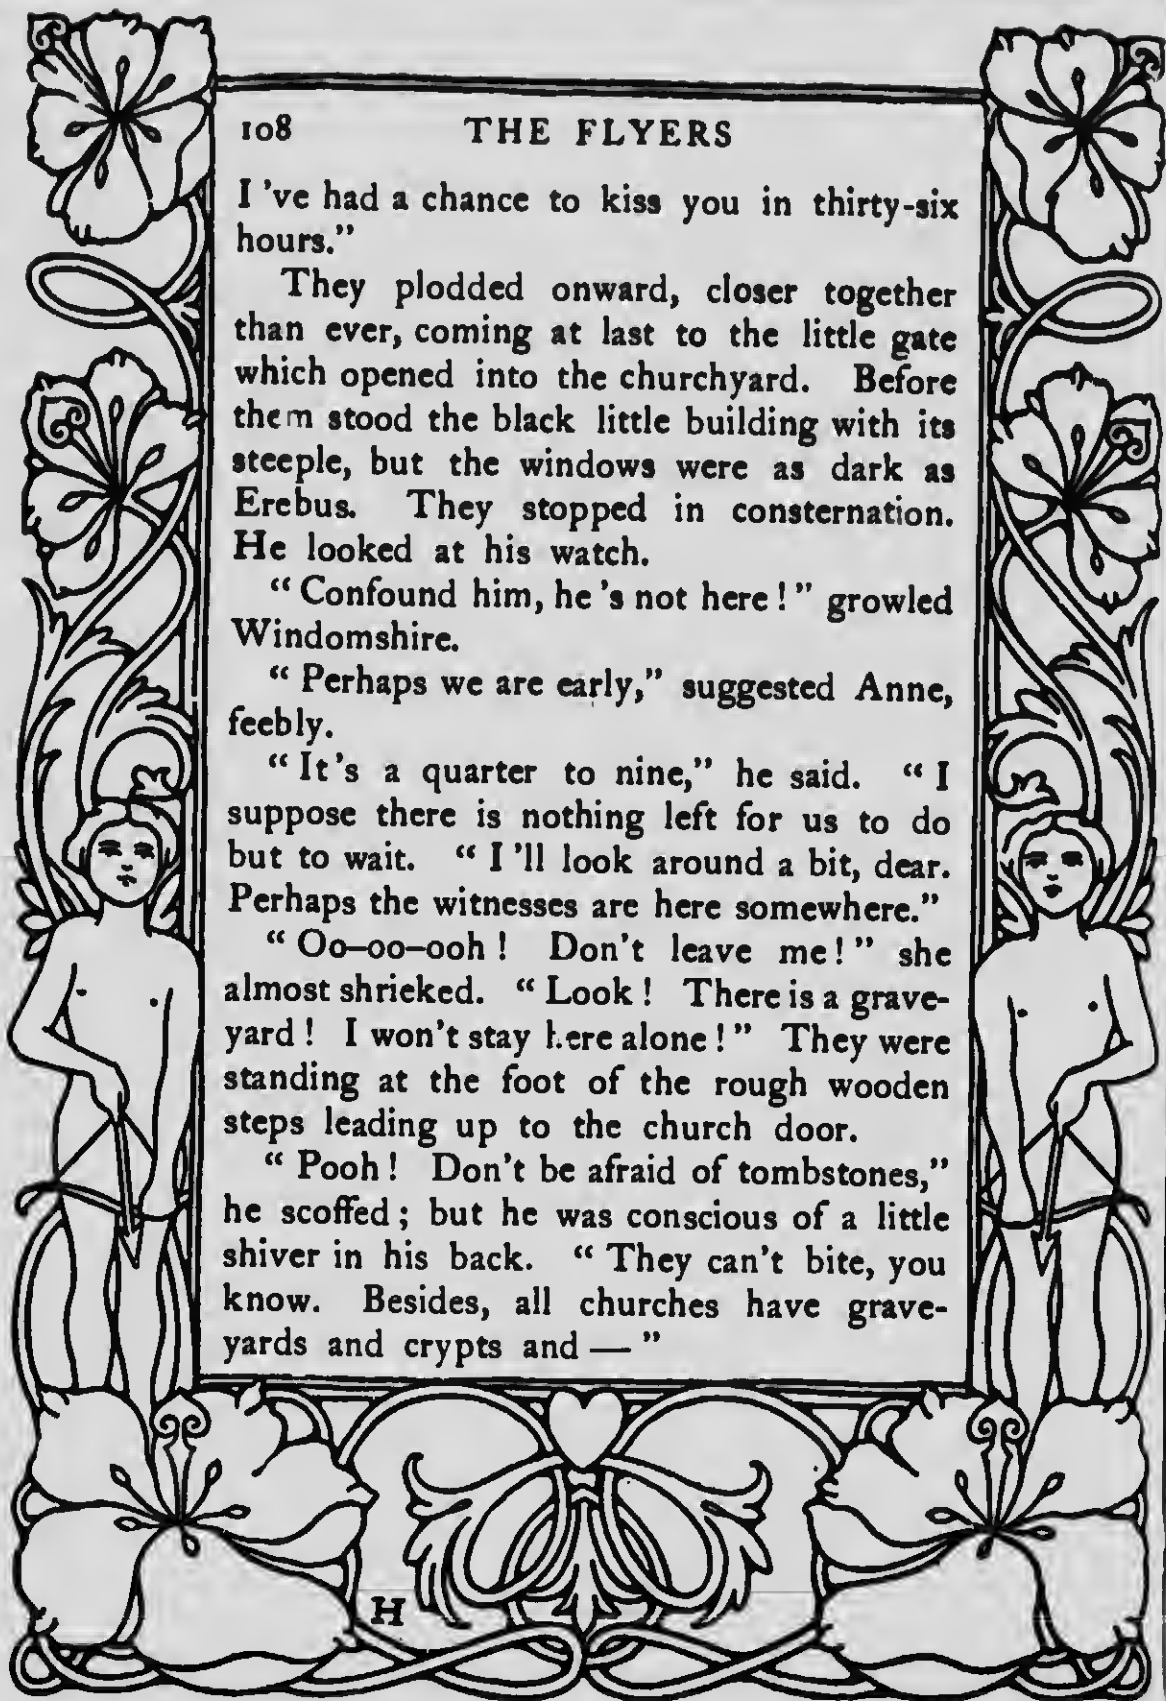 108 THE FLYERS
I 've had a chance to kiss you in thirty-six
hours."
They plodded onward, closer together
than ever, coming at last to the little gate
which opened into the churchyard. Before
them stood the black little building with its
steeple, but the windows were as dark as
Erebus. They stopped in consternation.
He looked at his watch.
" Confound him, he 's not here ! " growled
Windomshire.
" Perhaps we are early," suggested Anne,
feebly.
" It 's a quarter to nine," he said. " I
suppose there is nothing left for us to do
but to wait. " I 'll look around a bit, dear.
Perhaps the witnesses are here somewhere."
" Oo–oo–ooh ! Don't leave me ! " she
almost shrieked. " Look ! There is a grave-
yard ! I won't stay here alone ! " They were
standing at the foot of the rough wooden
steps leading up to the church door.
" Pooh ! Don't be afraid of tombstones,"
he scoffed ; but he was conscious of a little
shiver in his back. " They can't bite, you
know. Besides, all churches have grave-
yards and crypts and — "
H